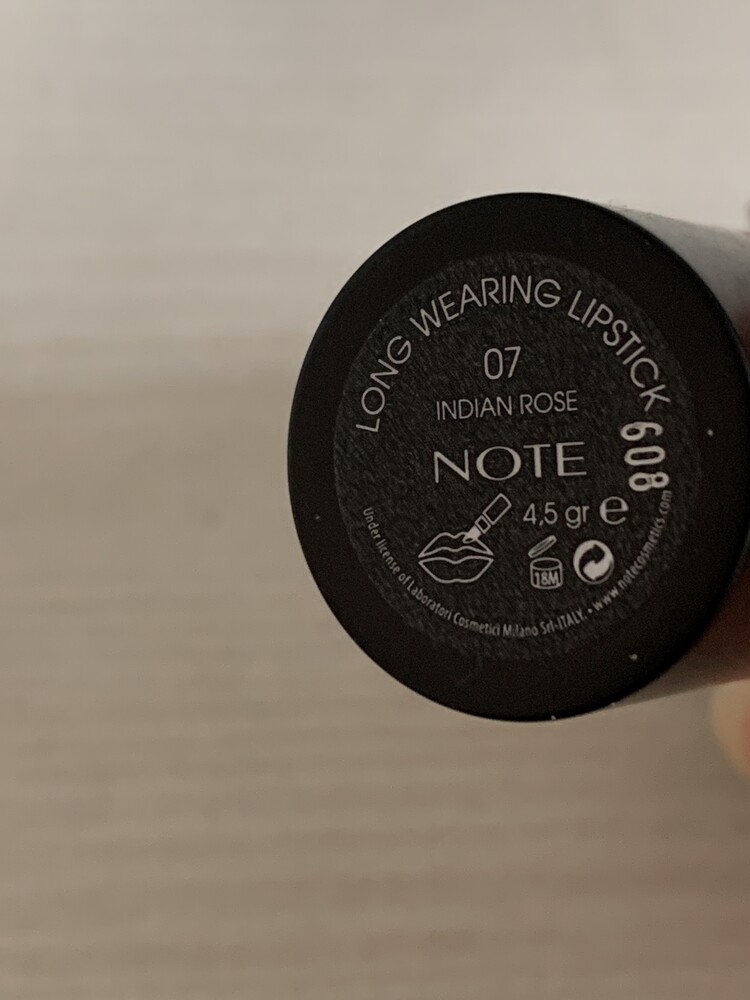 LONG WEARING LIPSTICK
07
INDIAN ROSE
NOTE
608
4,5 gr e
18M
Under license of Laboratori Cosmetici Milano Srl-ITALY. • www.notecosmetics.com